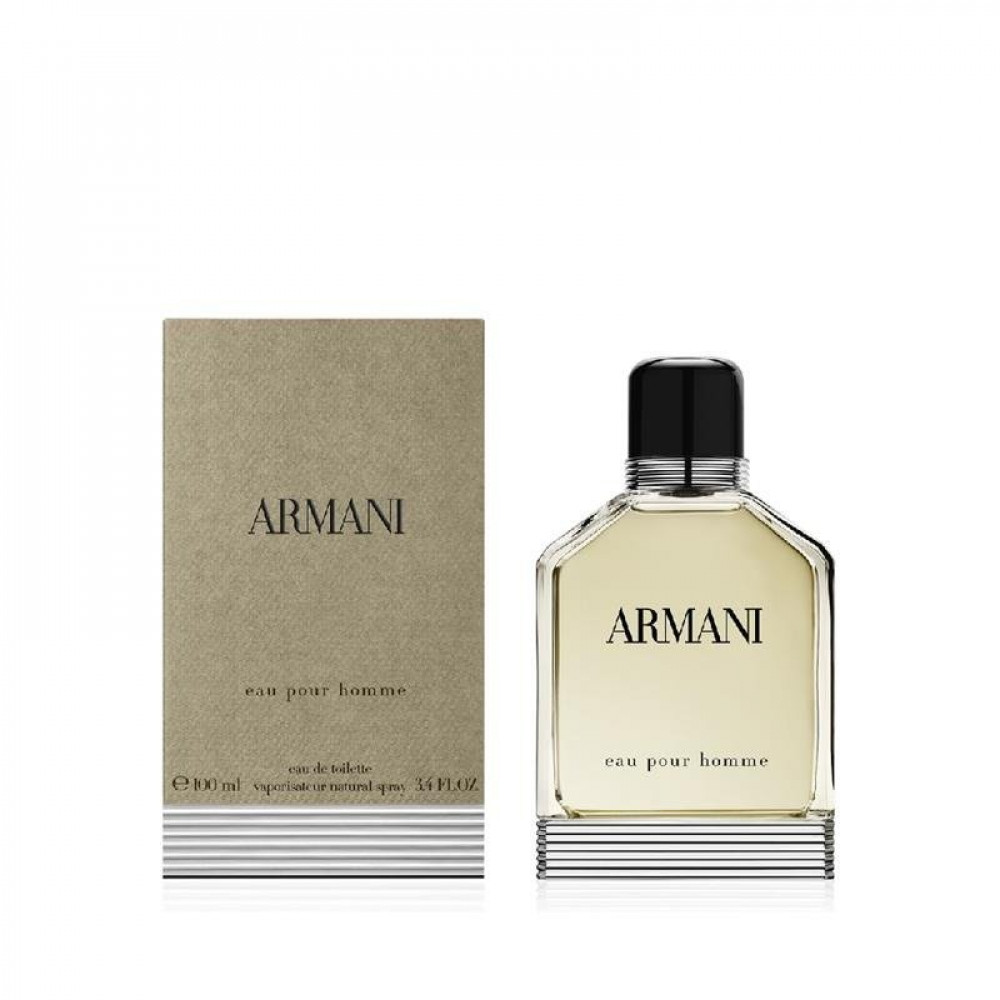 ARMANI
eau pour homme
eau de toilette
℮ 100 ml vaporisateur natural spray 3.4 FL.OZ
ARMANI
eau pour homme